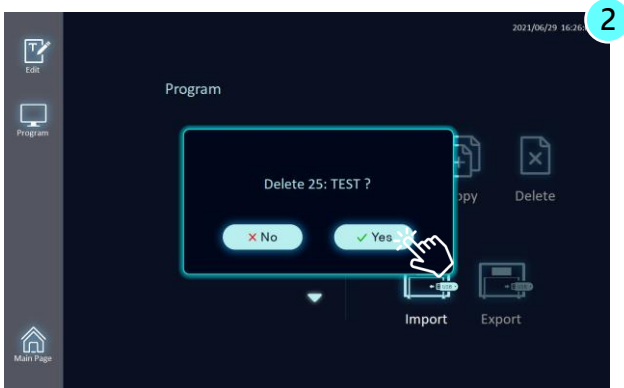 2
2021/06/29 16:26:
Edit
Program
Program
Delete 25: TEST ?
No
Yes
opy
Delete
Import
Export
Main Page